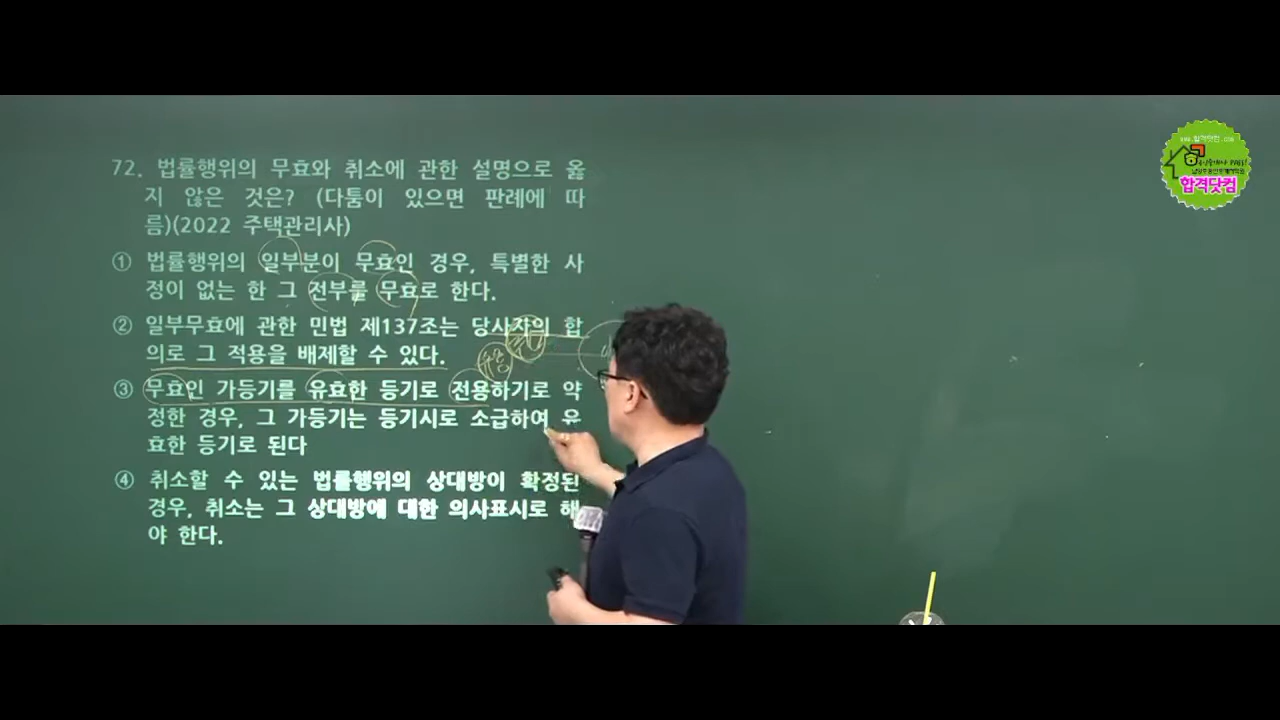 72. 법률행위의 무효와 취소에 관한 설명으로 옳
지 않은 것은? (다툼이 있으면 판례에 따
름)(2022 주택관리사)
① 법률행위의 일부분이 무효인 경우, 특별한 사
정이 없는 한 그 전부를 무효로 한다.
② 일부무효에 관한 민법 제137조는 당사자의 합
의로 그 적용을 배제할 수 있다.
③ 무효인 가등기를 유효한 등기로 전용하기로 약
정한 경우, 그 가등기는 등기시로 소급하여 유
효한 등기로 된다
④ 취소할 수 있는 법률행위의 상대방이 확정된
경우, 취소는 그 상대방에 대한 의사표시로 해
야 한다.
합격닷컴